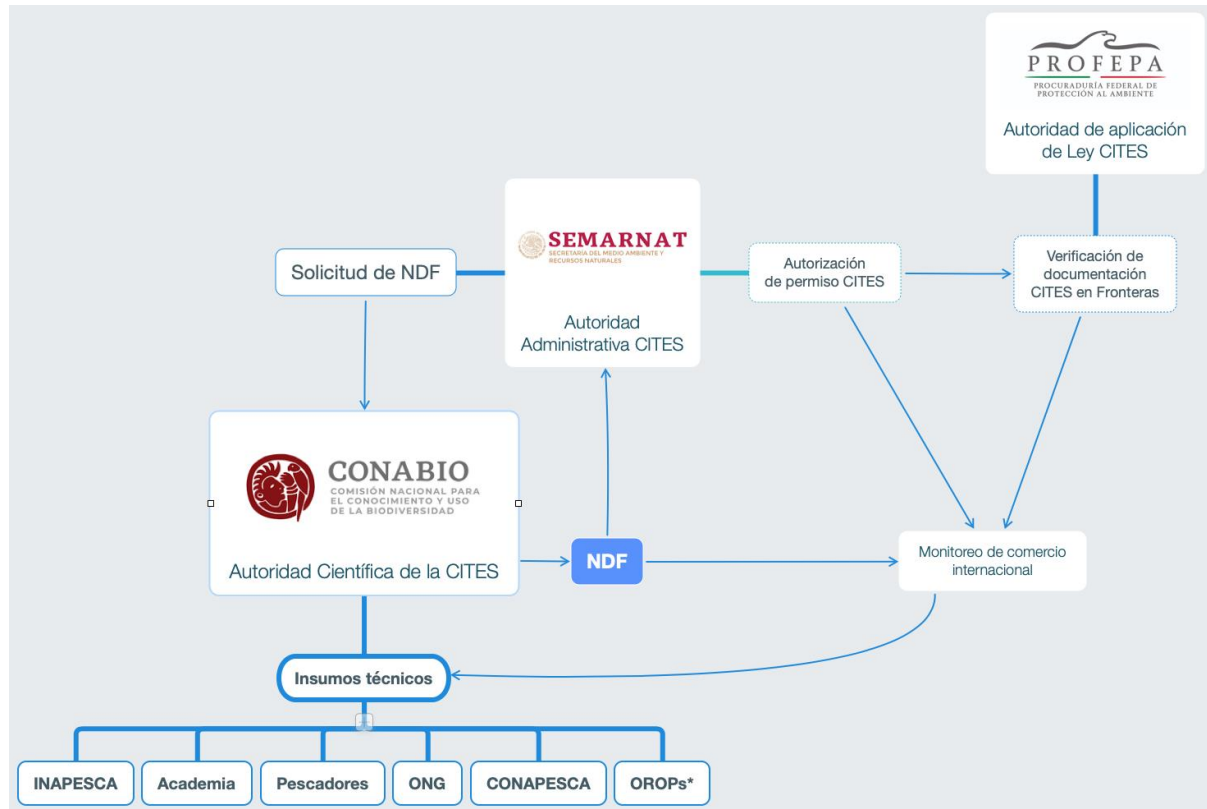 PROFEPA
PROCURADURÍA FEDERAL DE
PROTECCIÓN AL AMBIENTE
Autoridad de aplicación
de Ley CITES
SEMARNAT
SECRETARÍA DEL MEDIO AMBIENTE Y
RECURSOS NATURALES
Autoridad
Administrativa CITES
Solicitud de NDF
Autorización
de permiso CITES
Verificación de
documentación
CITES en Fronteras
CONABIO
COMISIÓN NACIONAL PARA
EL CONOCIMIENTO Y USO
DE LA BIODIVERSIDAD
Autoridad Científica de la CITES
NDF
Monitoreo de comercio
internacional
Insumos técnicos
INAPESCA
Academia
Pescadores
ONG
CONAPESCA
OROPs*